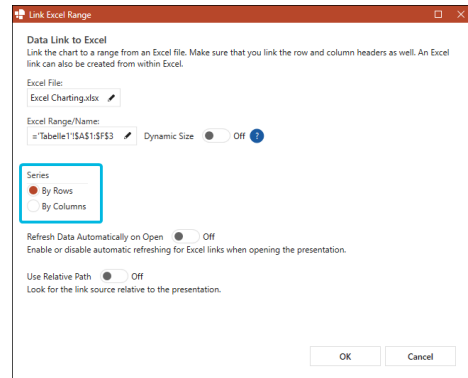 Link Excel Range
Data Link to Excel
Link the chart to a range from an Excel file. Make sure that you link the row and column headers as well. An Excel
link can also be created from within Excel.
Excel File:
Excel Charting.xlsx
Excel Range/Name:
='Tabelle1'!$A$1:$F$3 Dynamic Size Off ?
Series
By Rows
By Columns
Refresh Data Automatically on Open Off
Enable or disable automatic refreshing for Excel links when opening the presentation.
Use Relative Path Off
Look for the link source relative to the presentation.
OK Cancel